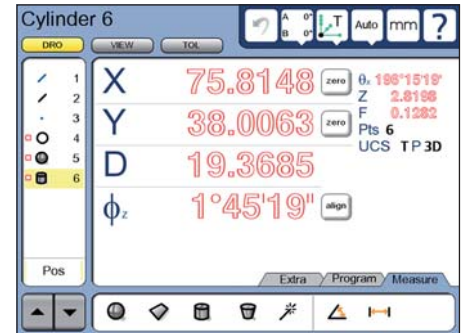 Cylinder 6
A 0°
B 0°
T
Auto
mm
?
DRO
VIEW
TOL
1
2
3
4
5
6
Pos
X 75.8148 zero
Y 38.0063 zero
D 19.3685
ϕz 1°45'19" align
θx 196°15'19"
Z 2.8198
F 0.1282
Pts 6
UCS T P 3D
Extra
Program
Measure